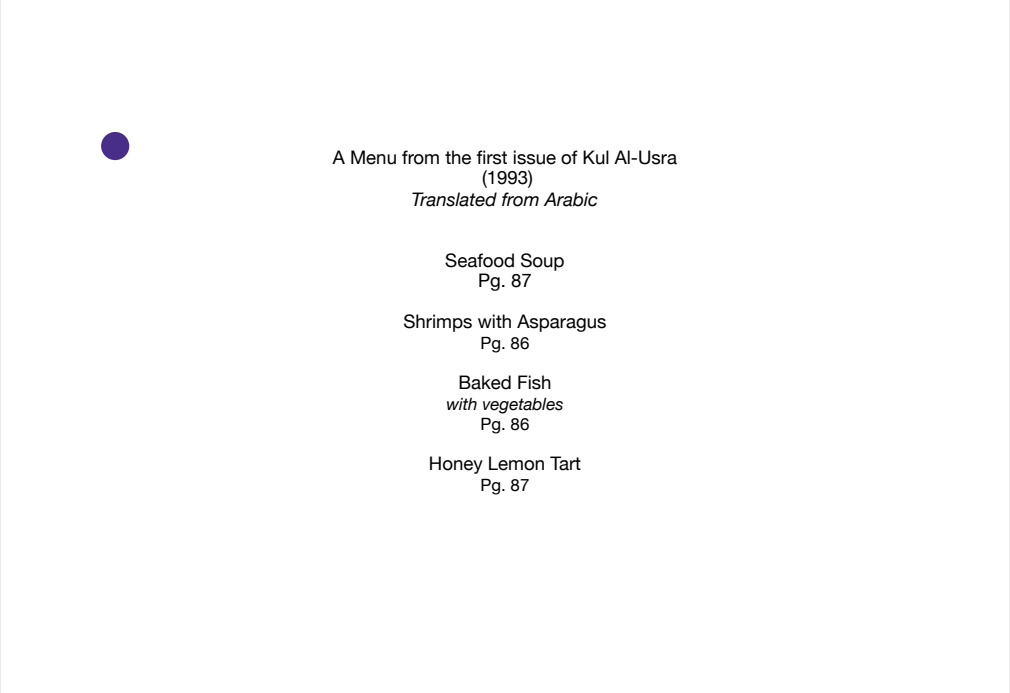 A Menu from the first issue of Kul Al-Usra
(1993)
Translated from Arabic
Seafood Soup
Pg. 87
Shrimps with Asparagus
Pg. 86
Baked Fish
with vegetables
Pg. 86
Honey Lemon Tart
Pg. 87